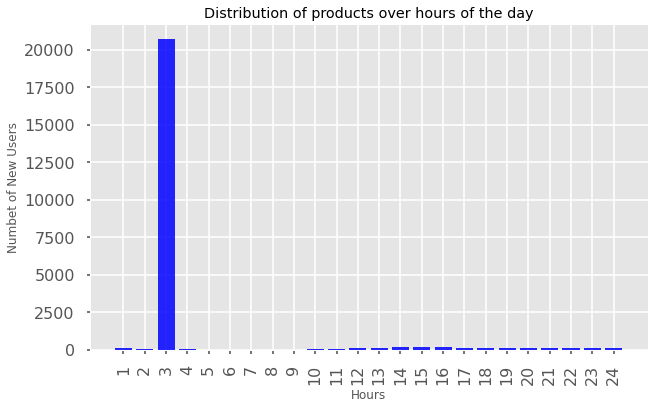 Distribution of products over hours of the day
Numbet of New Users
20000
17500
15000
12500
10000
7500
5000
2500
0
1 2 3 4 5 6 7 8 9 10 11 12 13 14 15 16 17 18 19 20 21 22 23 24
Hours